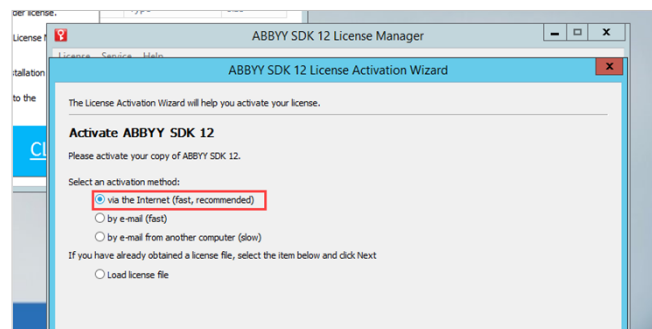 der license.
Type
Size
License
ABBYY SDK 12 License Manager
License Service Help
ABBYY SDK 12 License Activation Wizard
x
to the
The License Activation Wizard will help you activate your license.
Activate ABBYY SDK 12
Please activate your copy of ABBYY SDK 12.
Select an activation method:
via the Internet (fast, recommended)
by e-mail (fast)
by e-mail from another computer (slow)
If you have already obtained a license file, select the item below and click Next
Load license file